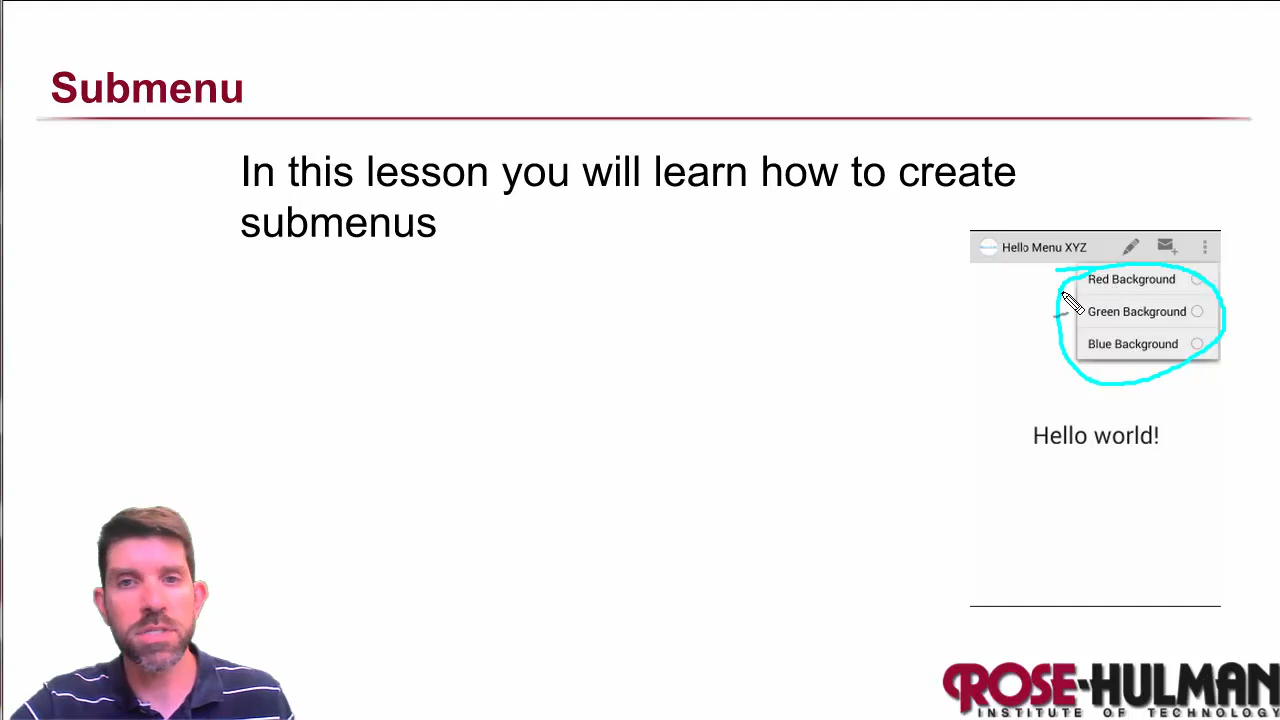 Submenu
In this lesson you will learn how to create
submenus
Hello Menu XYZ
Red Background
Green Background
Blue Background
Hello world!
ROSE-HULMAN
INSTITUTE OF TECHNOLOGY